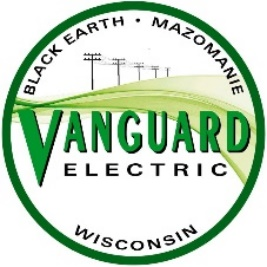 BLACK EARTH • MAZOMANIE
VANGUARD
ELECTRIC
WISCONSIN